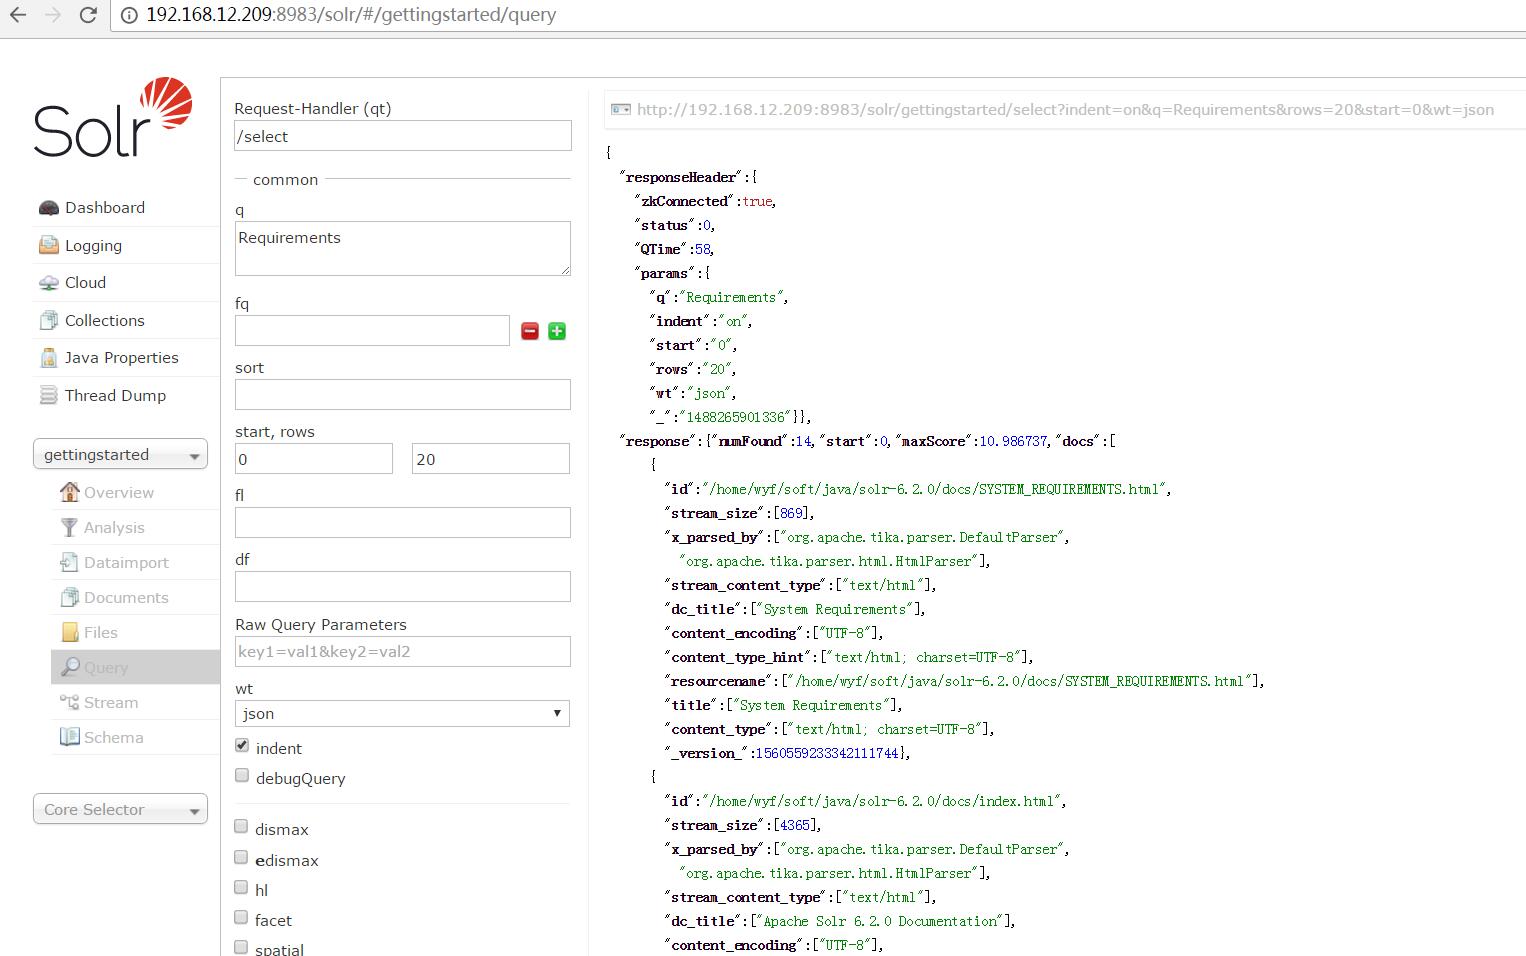 192.168.12.209:8983/solr/#/gettingstarted/query
Solr
Dashboard
Logging
Cloud
Collections
Java Properties
Thread Dump
gettingstarted
Overview
Analysis
Dataimport
Documents
Files
Query
Stream
Schema
Core Selector
Request-Handler (qt)
/select
common
q
Requirements
fq
sort
start, rows
0
20
fl
df
Raw Query Parameters
key1=val1&key2=val2
wt
json
indent
debugQuery
dismax
edismax
hl
facet
spatial
http://192.168.12.209:8983/solr/gettingstarted/select?indent=on&q=Requirements&rows=20&start=0&wt=json
{
"responseHeader":{
"zkConnected":true,
"status":0,
"QTime":58,
"params":{
"q":"Requirements",
"indent":"on",
"start":"0",
"rows":"20",
"wt":"json",
"_":"1488265901336"}},
"response":{"numFound":14,"start":0,"maxScore":10.986737,"docs":[
{
"id":"/home/wyf/soft/java/solr-6.2.0/docs/SYSTEM_REQUIREMENTS.html",
"stream_size":[869],
"x_parsed_by":["org.apache.tika.parser.DefaultParser",
"org.apache.tika.parser.html.HtmlParser"],
"stream_content_type":["text/html"],
"dc_title":["System Requirements"],
"content_encoding":["UTF-8"],
"content_type_hint":["text/html; charset=UTF-8"],
"resourcename":["/home/wyf/soft/java/solr-6.2.0/docs/SYSTEM_REQUIREMENTS.html"],
"title":["System Requirements"],
"content_type":["text/html; charset=UTF-8"],
"_version_":1560559233342111744},
{
"id":"/home/wyf/soft/java/solr-6.2.0/docs/index.html",
"stream_size":[4365],
"x_parsed_by":["org.apache.tika.parser.DefaultParser",
"org.apache.tika.parser.html.HtmlParser"],
"stream_content_type":["text/html"],
"dc_title":["Apache Solr 6.2.0 Documentation"],
"content_encoding":["UTF-8"],